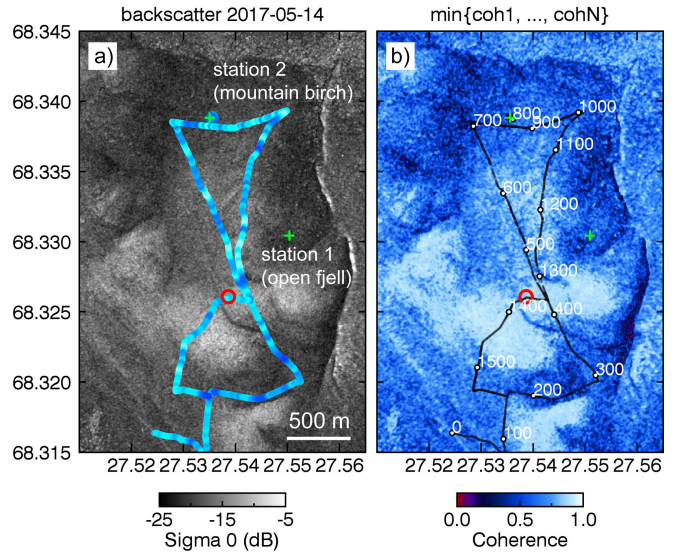 backscatter 2017-05-14
min{coh1, ..., cohN}
68.345
68.340
68.339
68.330
68.325
68.320
68.315
a)
station 2
(mountain birch)
station 1
(open fjell)
500 m
27.52 27.53 27.54 27.55 27.56
b)
1000
800
700
900
1100
600
1200
500
1300
1400
400
1500
300
200
0
100
27.52 27.53 27.54 27.55 27.56
-25 -5
Sigma 0 (dB)
0.0 0.5 1.0
Coherence